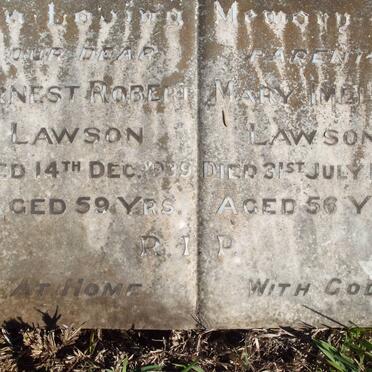 In Loving Memory
OUR DEAR PARENTS
ERNEST ROBERT
LAWSON
DIED 14TH DEC. 1939
AGED 59 YRS.
MARY
LAWSON
DIED 31ST JULY
AGED 56 Y
R.I.P.
AT HOME
WITH GOD